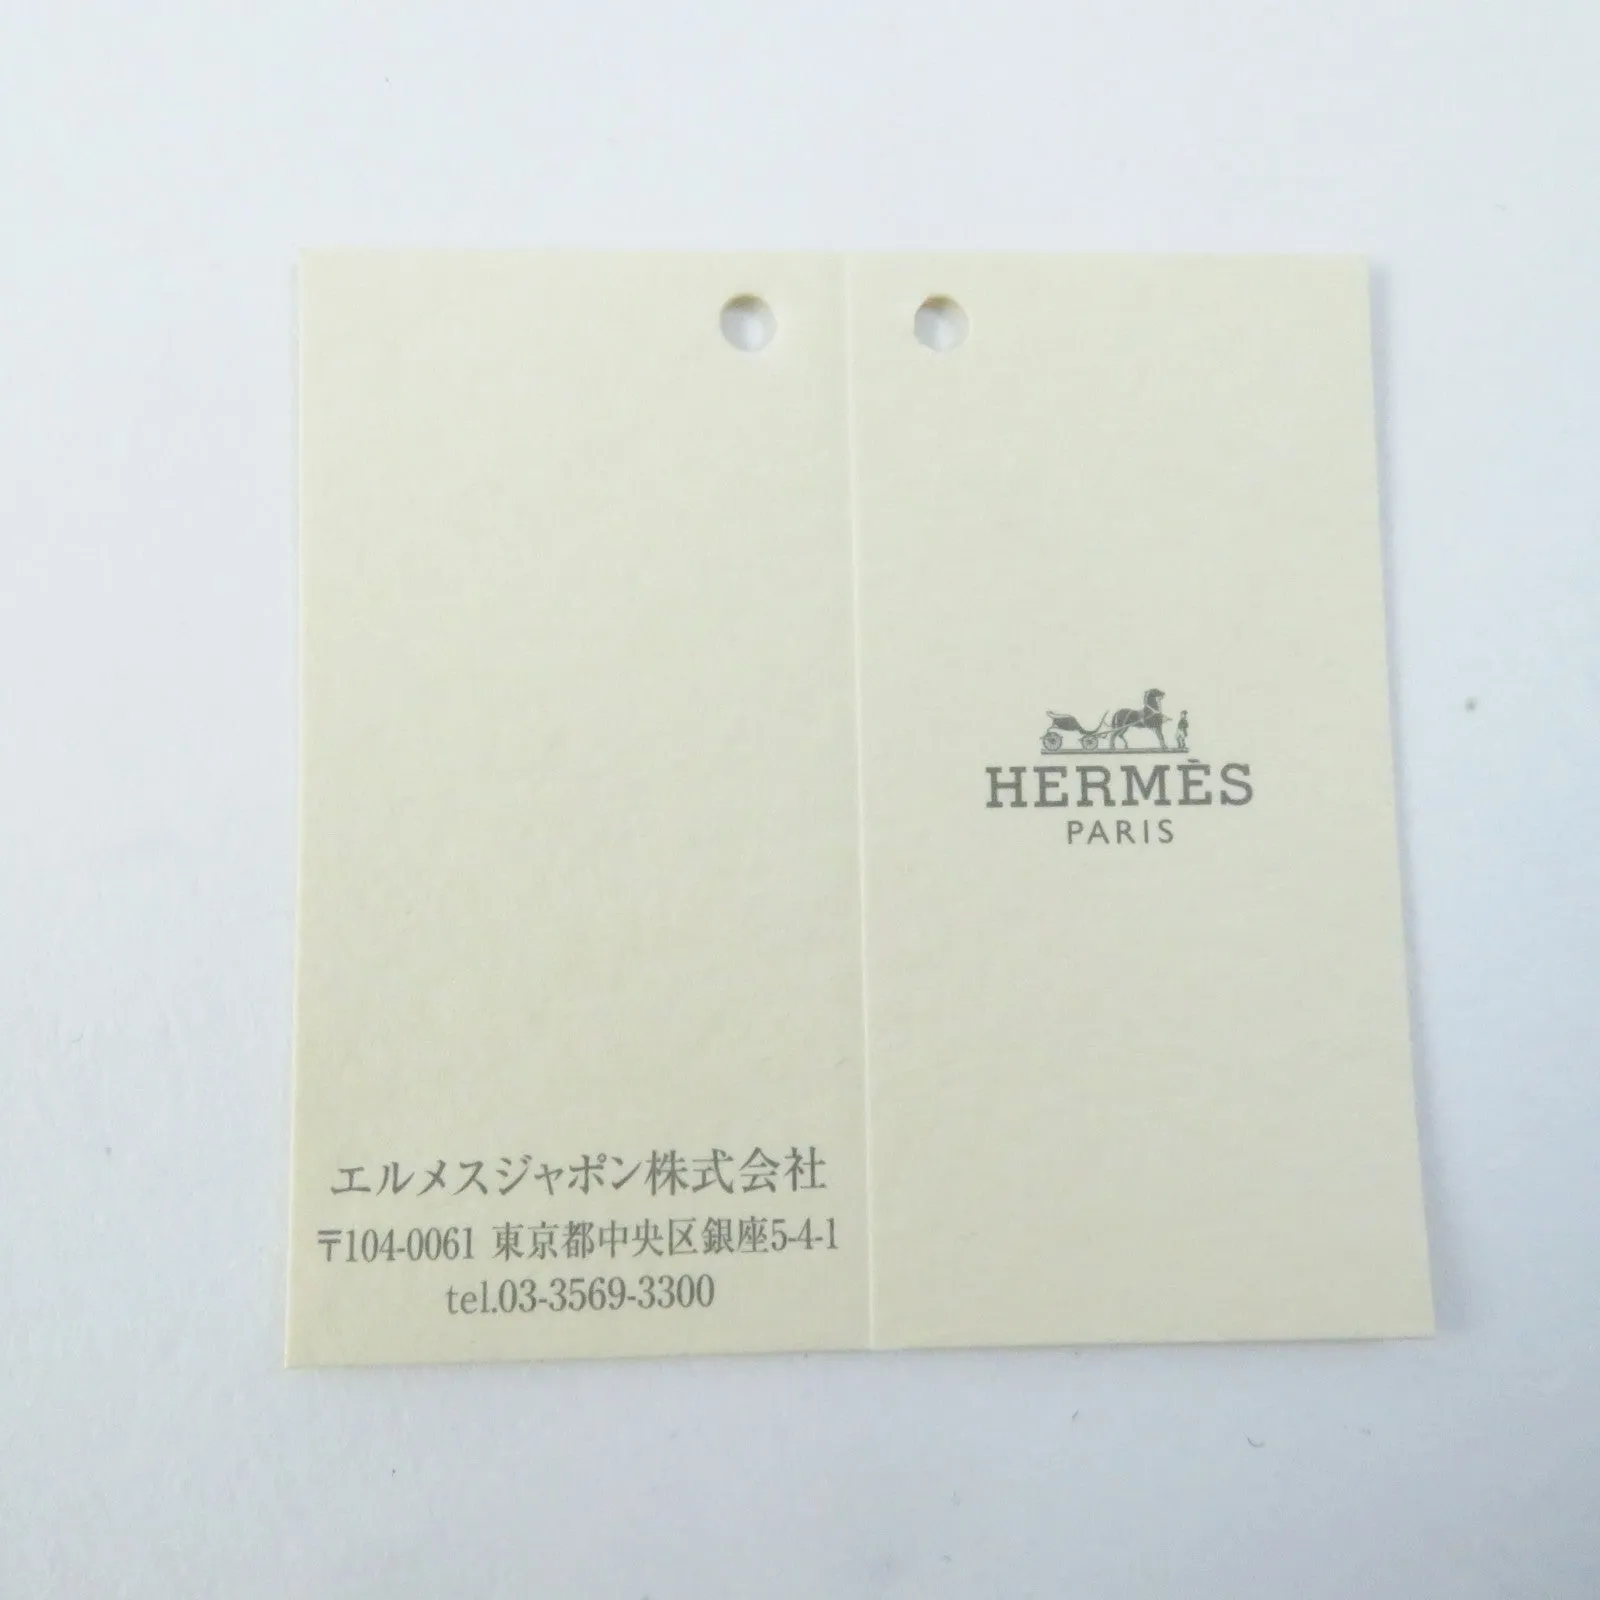 エルメスジャポン株式会社
〒104-0061 東京都中央区銀座5-4-1
tel.03-3569-3300
HERMÈS
PARIS